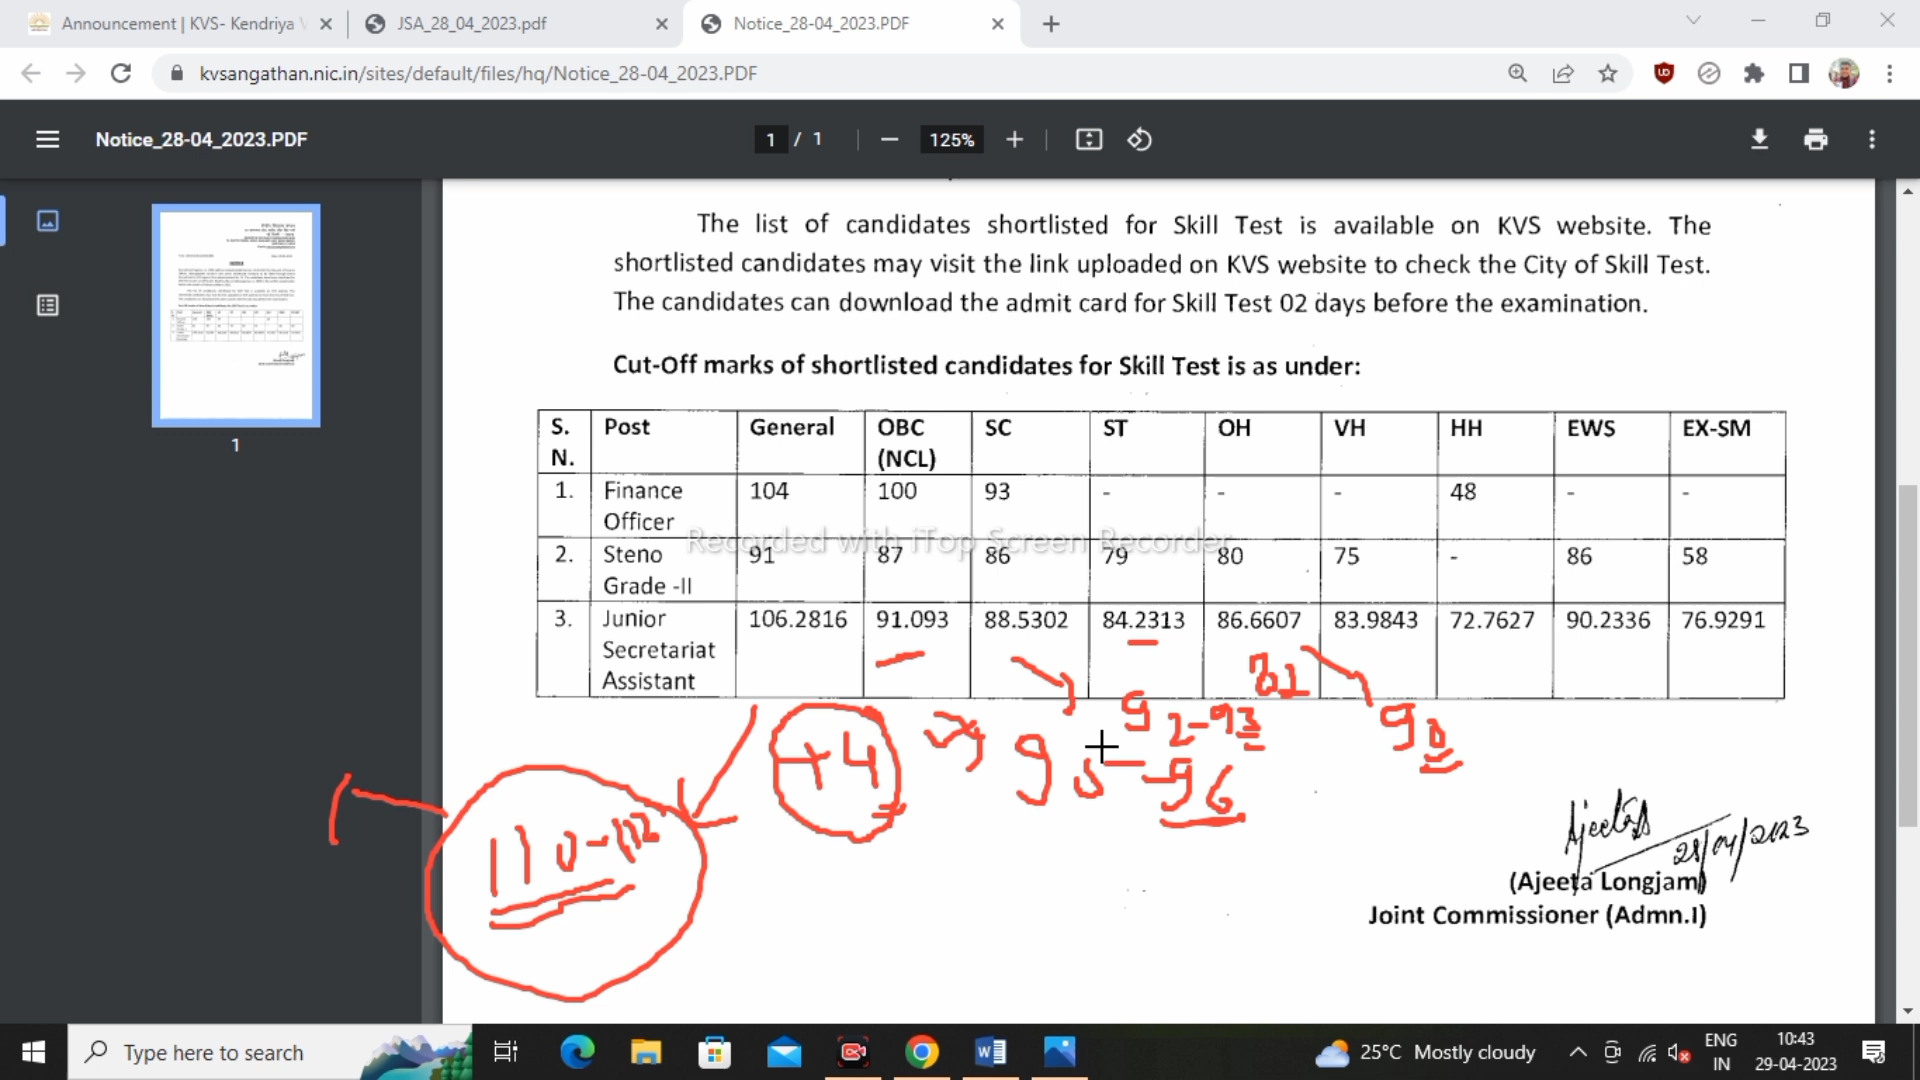 Announcement | KVS- Kendriya V
JSA_28_04_2023.pdf
Notice_28-04_2023.PDF
kvsangathan.nic.in/sites/default/files/hq/Notice_28-04_2023.PDF
Notice_28-04_2023.PDF
1 / 1
125%
The list of candidates shortlisted for Skill Test is available on KVS website. The
shortlisted candidates may visit the link uploaded on KVS website to check the City of Skill Test.
The candidates can download the admit card for Skill Test 02 days before the examination.
Cut-Off marks of shortlisted candidates for Skill Test is as under:
S. N. Post General OBC (NCL) SC ST OH VH HH EWS EX-SM
1. Finance Officer 104 100 93 - - - 48 - -
Recorded with iTop Screen Recorder
2. Steno Grade -II 91 87 86 79 80 75 - 86 58
3. Junior Secretariat Assistant 106.2816 91.093 88.5302 84.2313 86.6607 83.9843 72.7627 90.2336 76.9291
92-93
90
+4
95-96
110-112
1
28/04/2023
(Ajeeta Longjam)
Joint Commissioner (Admn.I)
Type here to search
25°C Mostly cloudy
ENG
IN
10:43
29-04-2023